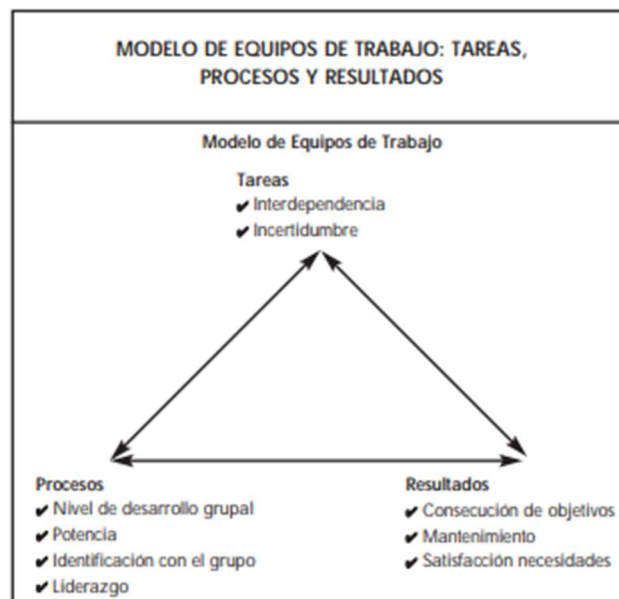 MODELO DE EQUIPOS DE TRABAJO: TAREAS,
PROCESOS Y RESULTADOS
Modelo de Equipos de Trabajo
Tareas
✔ Interdependencia
✔ Incertidumbre
Procesos
✔ Nivel de desarrollo grupal
✔ Potencia
✔ Identificación con el grupo
✔ Liderazgo
Resultados
✔ Consecución de objetivos
✔ Mantenimiento
✔ Satisfacción necesidades